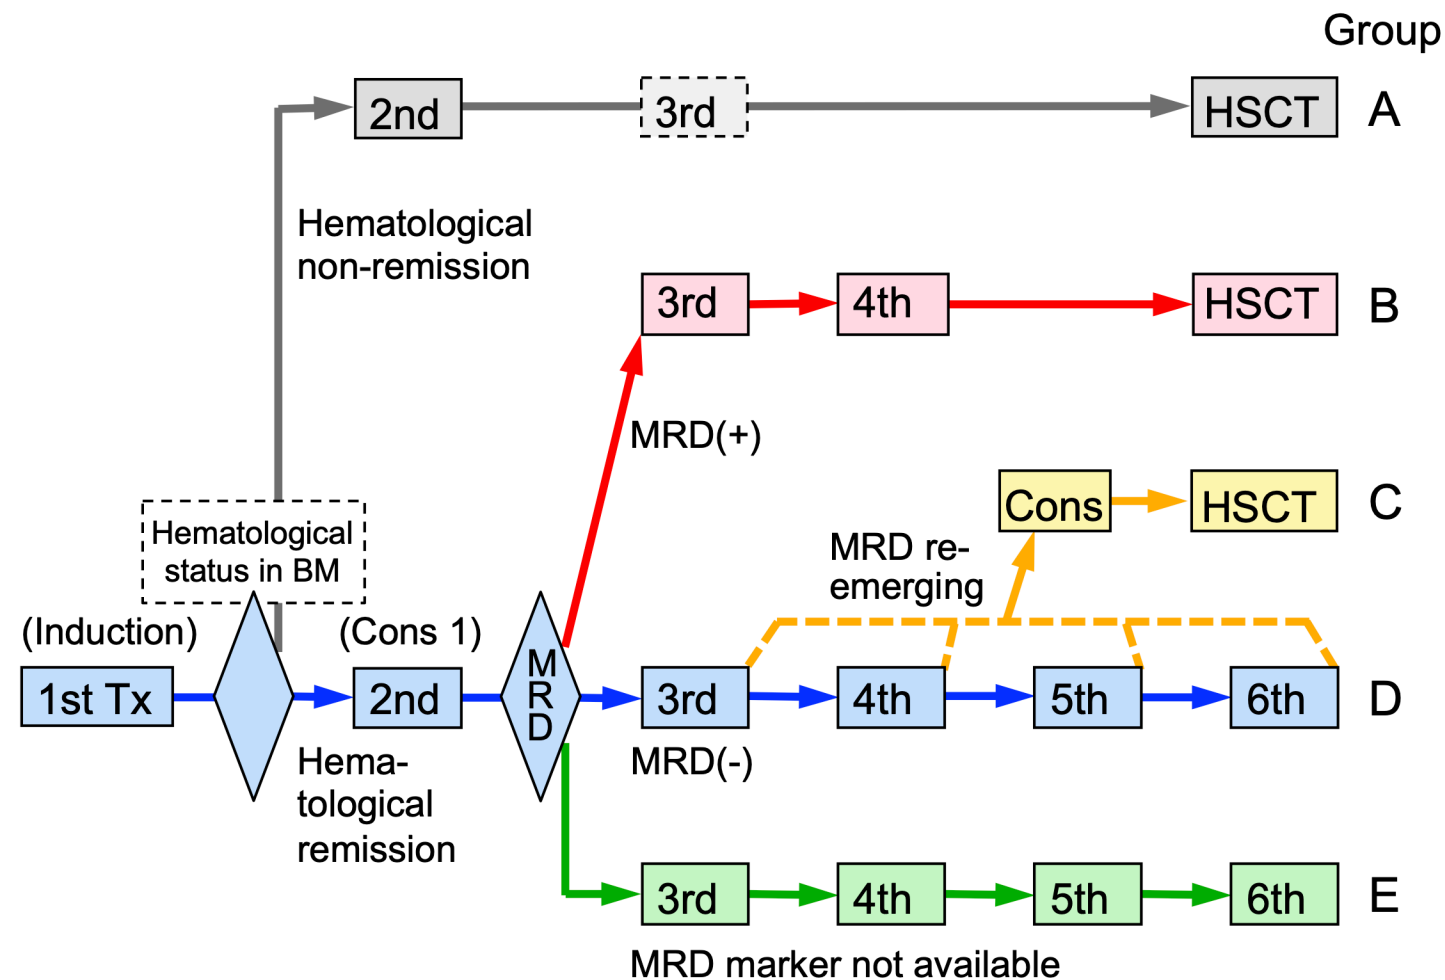 Group
2nd
3rd
HSCT
A
Hematological
non-remission
3rd
4th
HSCT
B
MRD(+)
Cons
HSCT
C
Hematological
status in BM
MRD re-
emerging
(Induction)
(Cons 1)
1st Tx
2nd
M
R
D
3rd
4th
5th
6th
D
MRD(-)
Hema-
tological
remission
3rd
4th
5th
6th
E
MRD marker not available